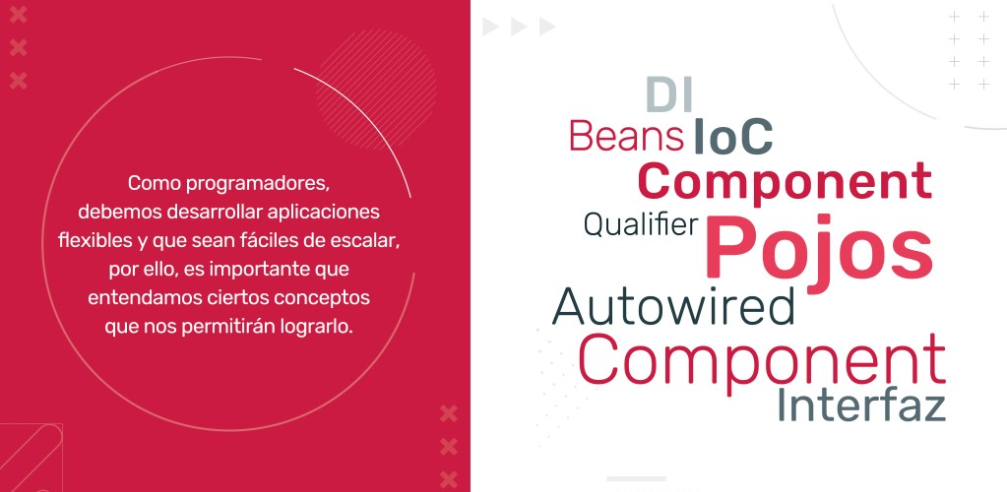 Como programadores,
debemos desarrollar aplicaciones
flexibles y que sean fáciles de escalar,
por ello, es importante que
entendamos ciertos conceptos
que nos permitirán lograrlo.
DI
Beans IoC
Component
Qualifier Pojos
Autowired
Component
Interfaz